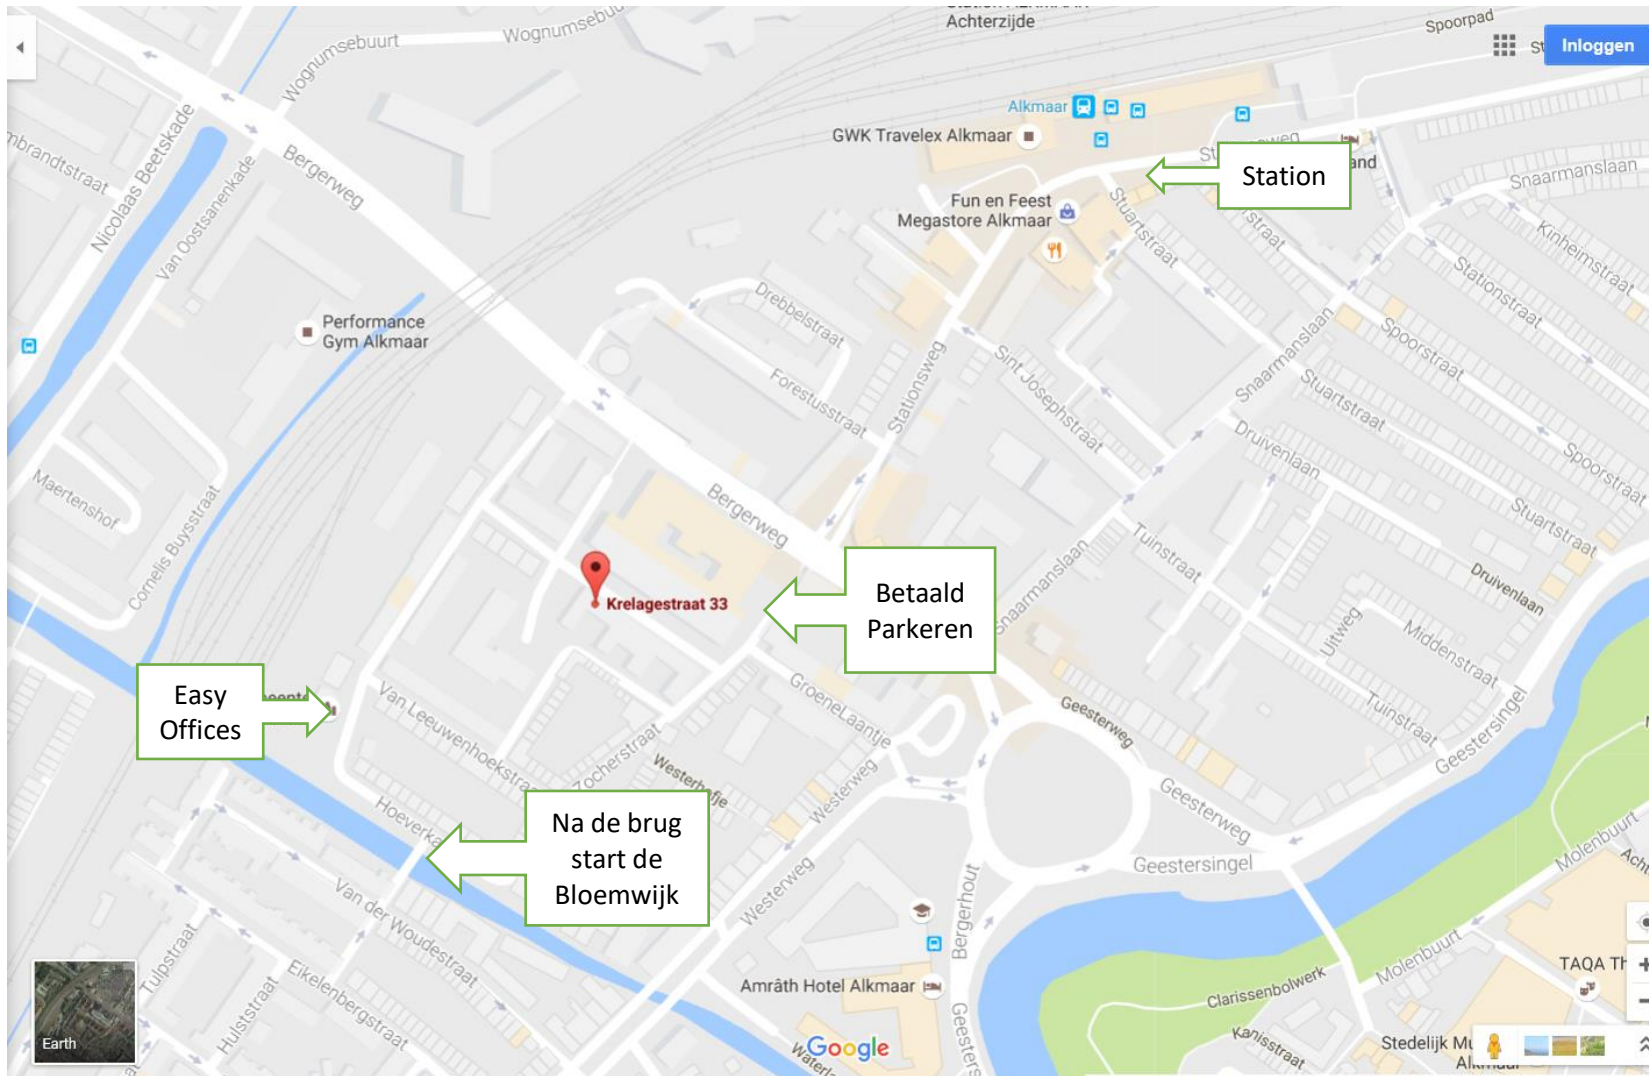 Achterzijde
Spoorpad
Inloggen
Wognumsebuurt
Wognumsebuurt
Nicolaas Beetskade
Van Oostsanenkade
Bergerweg
Alkmaar
GWK Travelex Alkmaar
Station
Snaarmanslaan
Fun en Feest
Megastore Alkmaar
Stuartstraat
Kinheimstraat
Stationstraat
Spoorstraat
Performance
Gym Alkmaar
Drebbelstraat
Forestusstraat
Stationsweg
Sint Josephstraat
Snaarmanslaan
Stuartstraat
Spoorstraat
Druivenlaan
Stuartstraat
Maertenshof
Cornelis Buysstraat
Bergerweg
Tuinstraat
Druivenlaan
Krelagestraat 33
Betaald
Parkeren
Snaarmanslaan
Uitweg
Middenstraat
Tuinstraat
Geestersingel
Easy
Offices
Van Leeuwenhoekstraat
Zocherstraat
GroeneLaantje
Westerhofje
Westerweg
Geesterweg
Geesterweg
Na de brug
start de
Bloemwijk
Geestersingel
Molenbuurt
Westerweg
Bergerhout
Van der Woudestraat
Eikelenbergstraat
Tulpstraat
Hulststraat
Amrâth Hotel Alkmaar
Clarissenbolwerk
Molenbuurt
TAQA
Kanisstraat
Stedelijk
Earth
Google